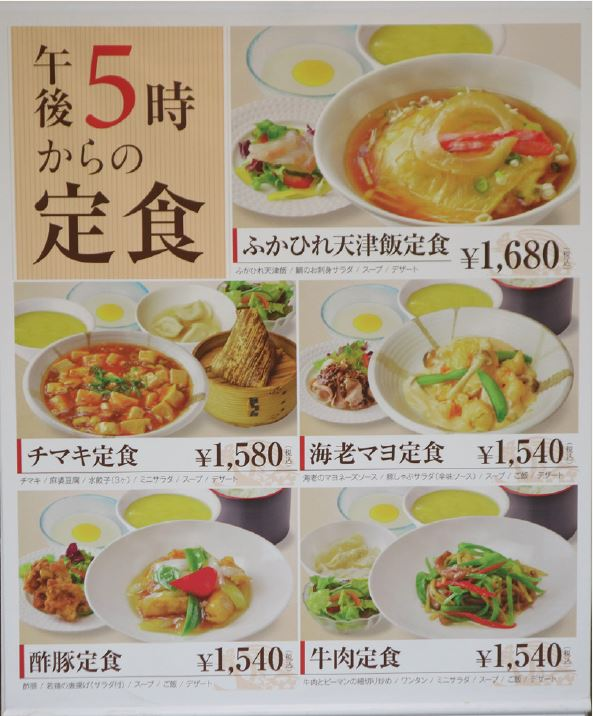 午後5時
からの
定食
ふかひれ天津飯定食 ¥1,680(税込)
ふかひれ天津飯 / 鯛のお刺身サラダ / スープ / デザート
チマキ定食 ¥1,580(税込)
チマキ / 麻婆豆腐 / 水餃子(3ヶ) / ミニサラダ / スープ / デザート
海老マヨ定食 ¥1,540(税込)
海老のマヨネーズソース / 豚しゃぶサラダ(辛味ソース) / スープ / ご飯 / デザート
酢豚定食 ¥1,540(税込)
酢豚 / 若鶏の唐揚げ(サラダ付) / スープ / ご飯 / デザート
牛肉定食 ¥1,540(税込)
牛肉とピーマンの細切り炒め / ワンタン / ミニサラダ / スープ / ご飯 / デザート